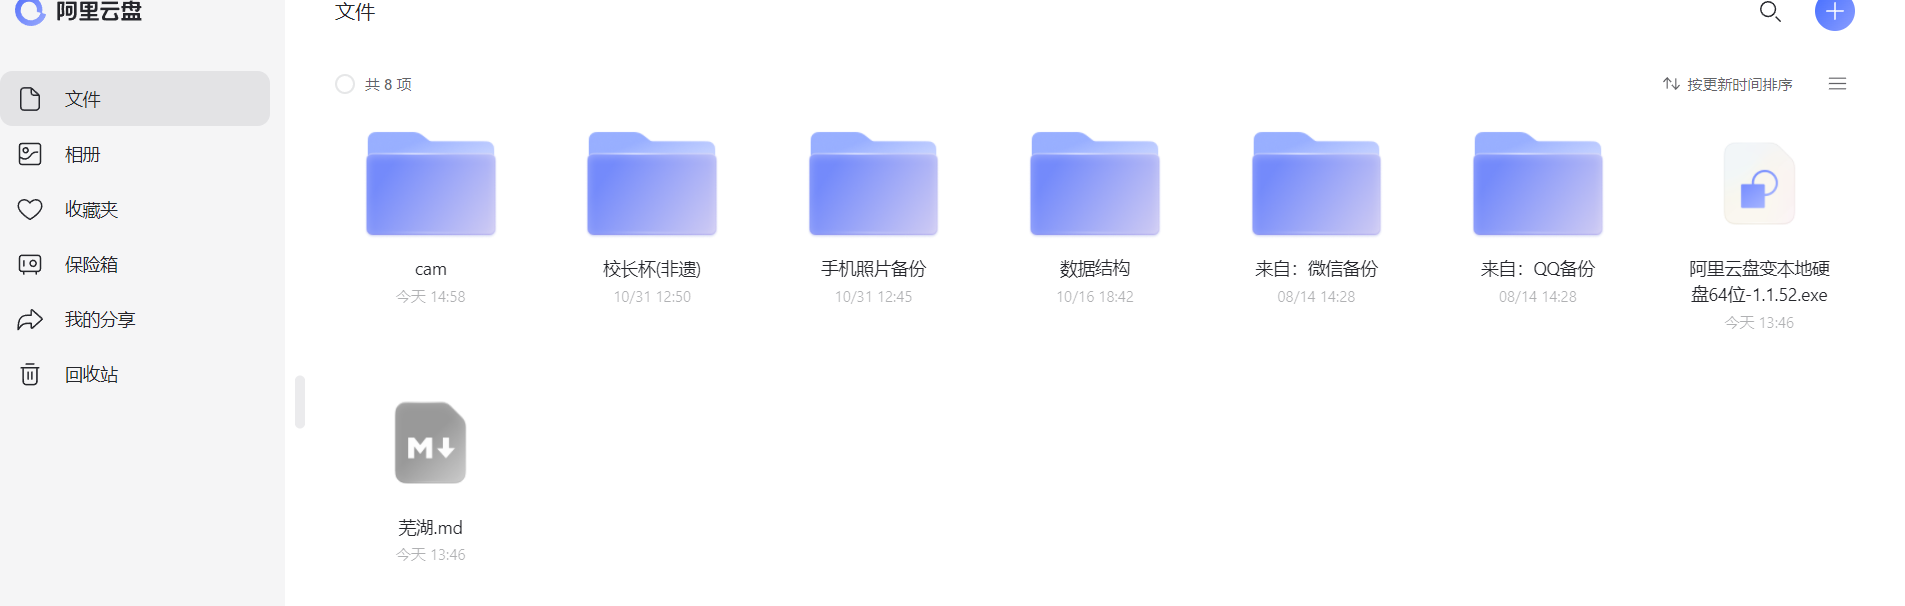 阿里云盘
文件
文件
相册
收藏夹
保险箱
我的分享
回收站
共 8 项
按更新时间排序
cam
今天 14:58
校长杯(非遗)
10/31 12:50
手机照片备份
10/31 12:45
数据结构
10/16 18:42
来自：微信备份
08/14 14:28
来自：QQ备份
08/14 14:28
阿里云盘变本地硬
盘64位-1.1.52.exe
今天 13:46
M
芜湖.md
今天 13:46